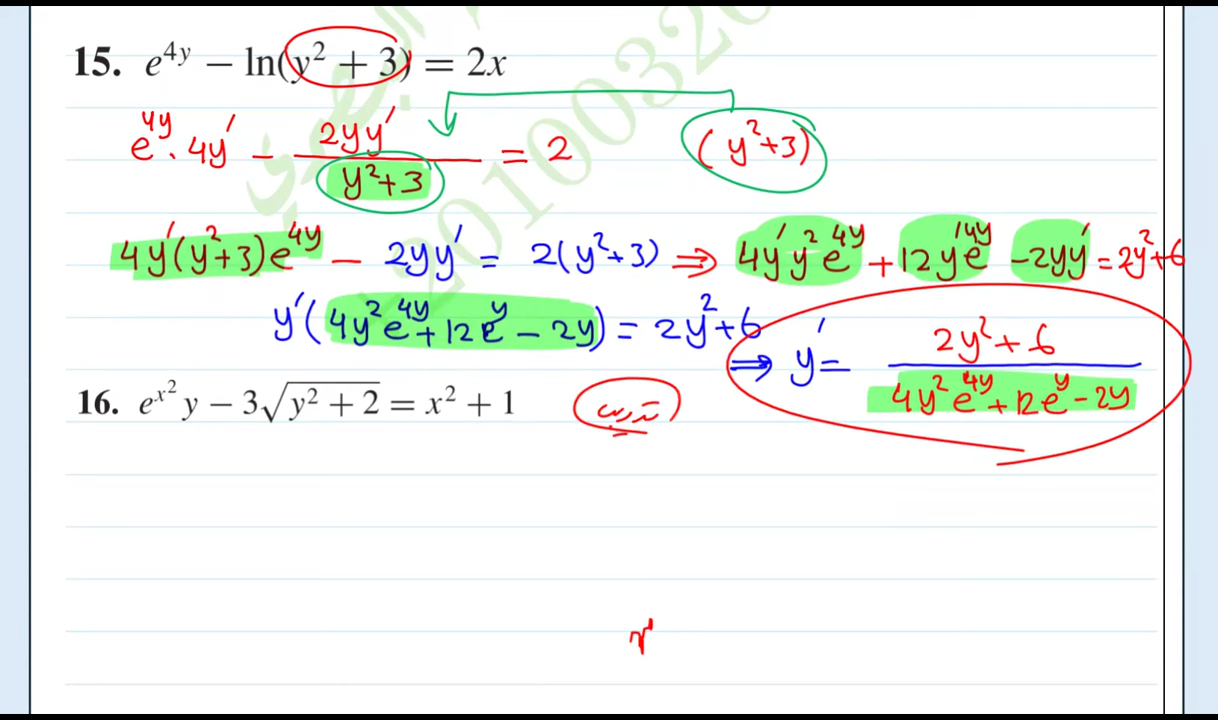 15. e^{4y} − ln(y² + 3) = 2x
e^{4y} · 4y′ − 2yy′ / (y²+3) = 2 (y²+3)
4y′(y²+3)e^{4y} − 2yy′ = 2(y²+3) ⇒ 4y′y²e^{4y} + 12y′e^{4y} − 2yy′ = 2y²+6
y′(4y²e^{4y} + 12e^{y} − 2y) = 2y²+6
⇒ y′ = (2y²+6) / (4y²e^{4y} + 12e^{y} − 2y)
16. e^{x²}y − 3√(y² + 2) = x² + 1 تدريب